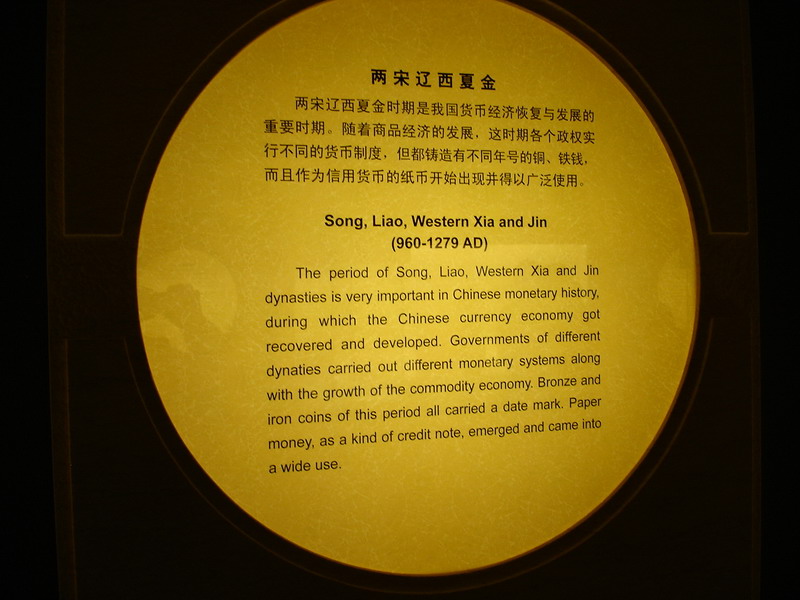 两宋辽西夏金
两宋辽西夏金时期是我国货币经济恢复与发展的
重要时期。随着商品经济的发展，这时期各个政权实
行不同的货币制度，但都铸造有不同年号的铜、铁钱，
而且作为信用货币的纸币开始出现并得以广泛使用。
Song, Liao, Western Xia and Jin
(960-1279 AD)
The period of Song, Liao, Western Xia and Jin
dynasties is very important in Chinese monetary history,
during which the Chinese currency economy got
recovered and developed. Governments of different
dynaties carried out different monetary systems along
with the growth of the commodity economy. Bronze and
iron coins of this period all carried a date mark. Paper
money, as a kind of credit note, emerged and came into
a wide use.